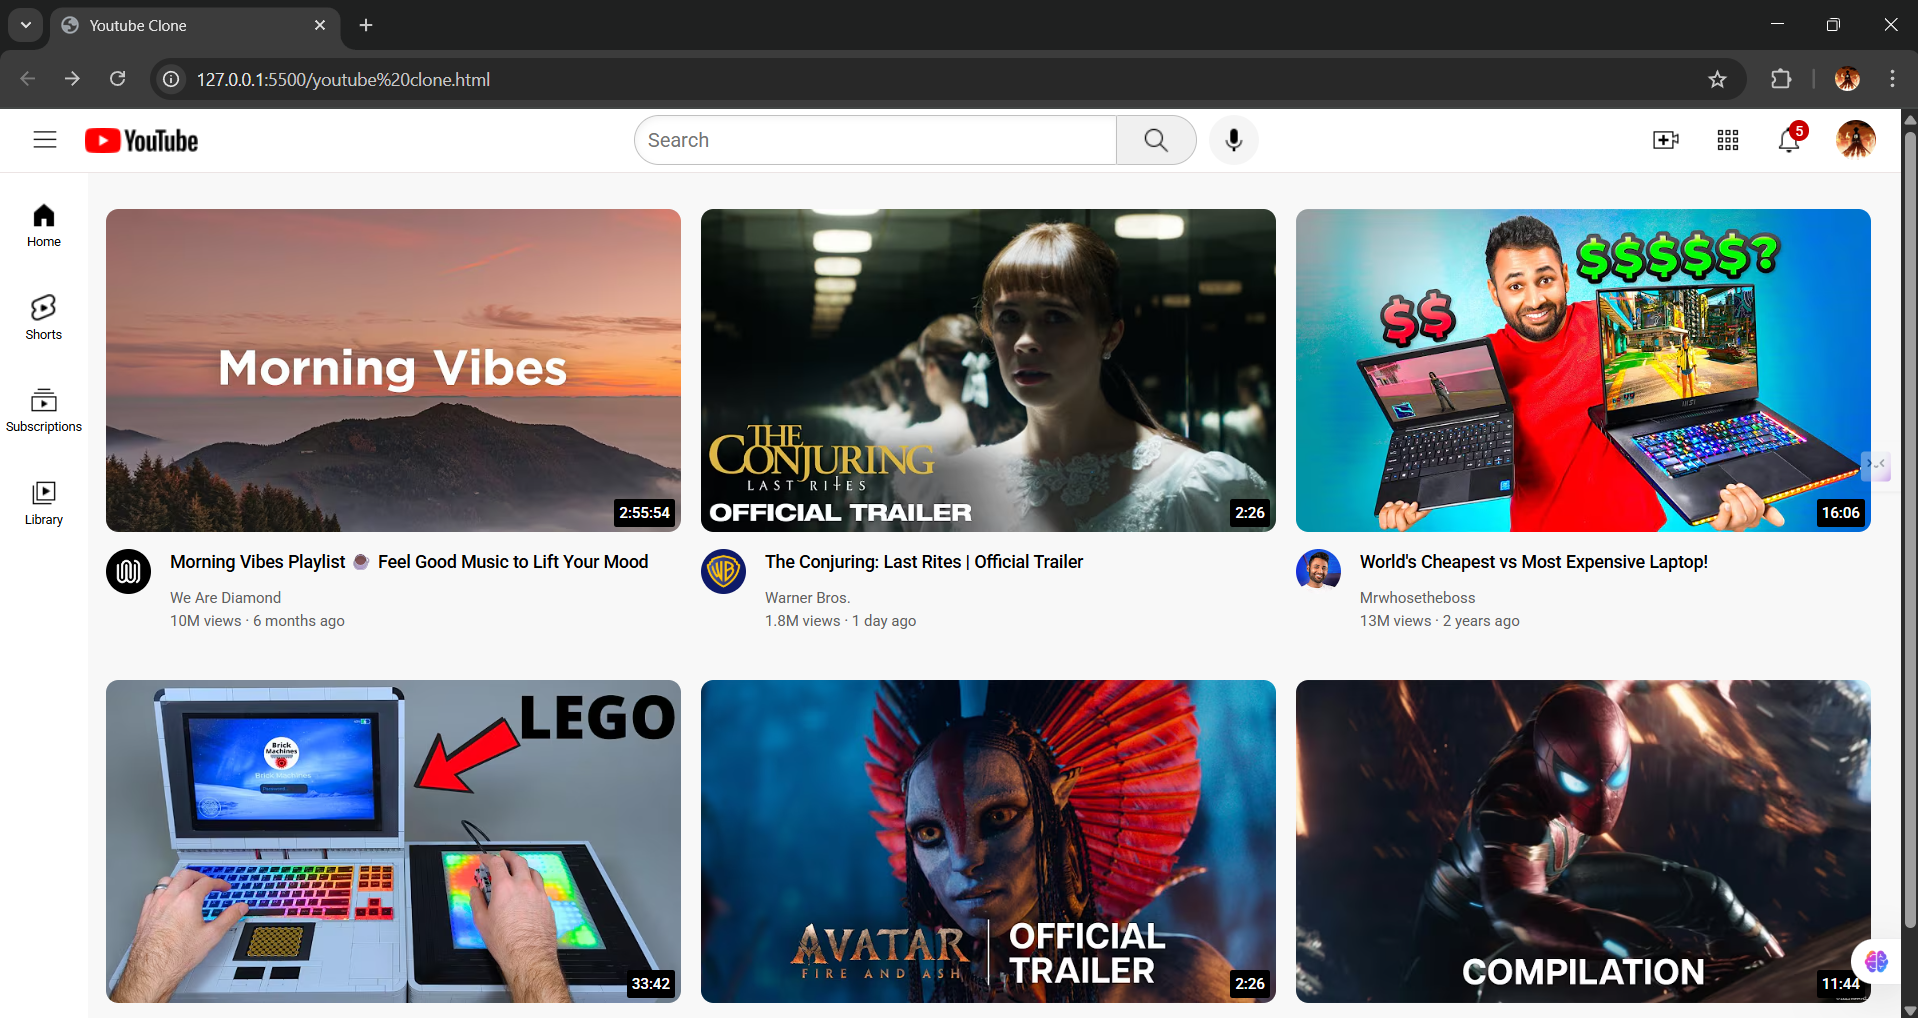 Youtube Clone
127.0.0.1:5500/youtube%20clone.html
YouTube
Search
5
Home
Shorts
Subscriptions
Library
Morning Vibes
2:55:54
THE
CONJURING
LAST RITES
OFFICIAL TRAILER
2:26
$$
$$$$$?
msi
16:06
Morning Vibes Playlist ☕ Feel Good Music to Lift Your Mood
We Are Diamond
10M views · 6 months ago
The Conjuring: Last Rites | Official Trailer
Warner Bros.
1.8M views · 1 day ago
World's Cheapest vs Most Expensive Laptop!
Mrwhosetheboss
13M views · 2 years ago
LEGO
Brick
Machines
Brick Machines
33:42
AVATAR
FIRE AND ASH
OFFICIAL
TRAILER
2:26
COMPILATION
11:44